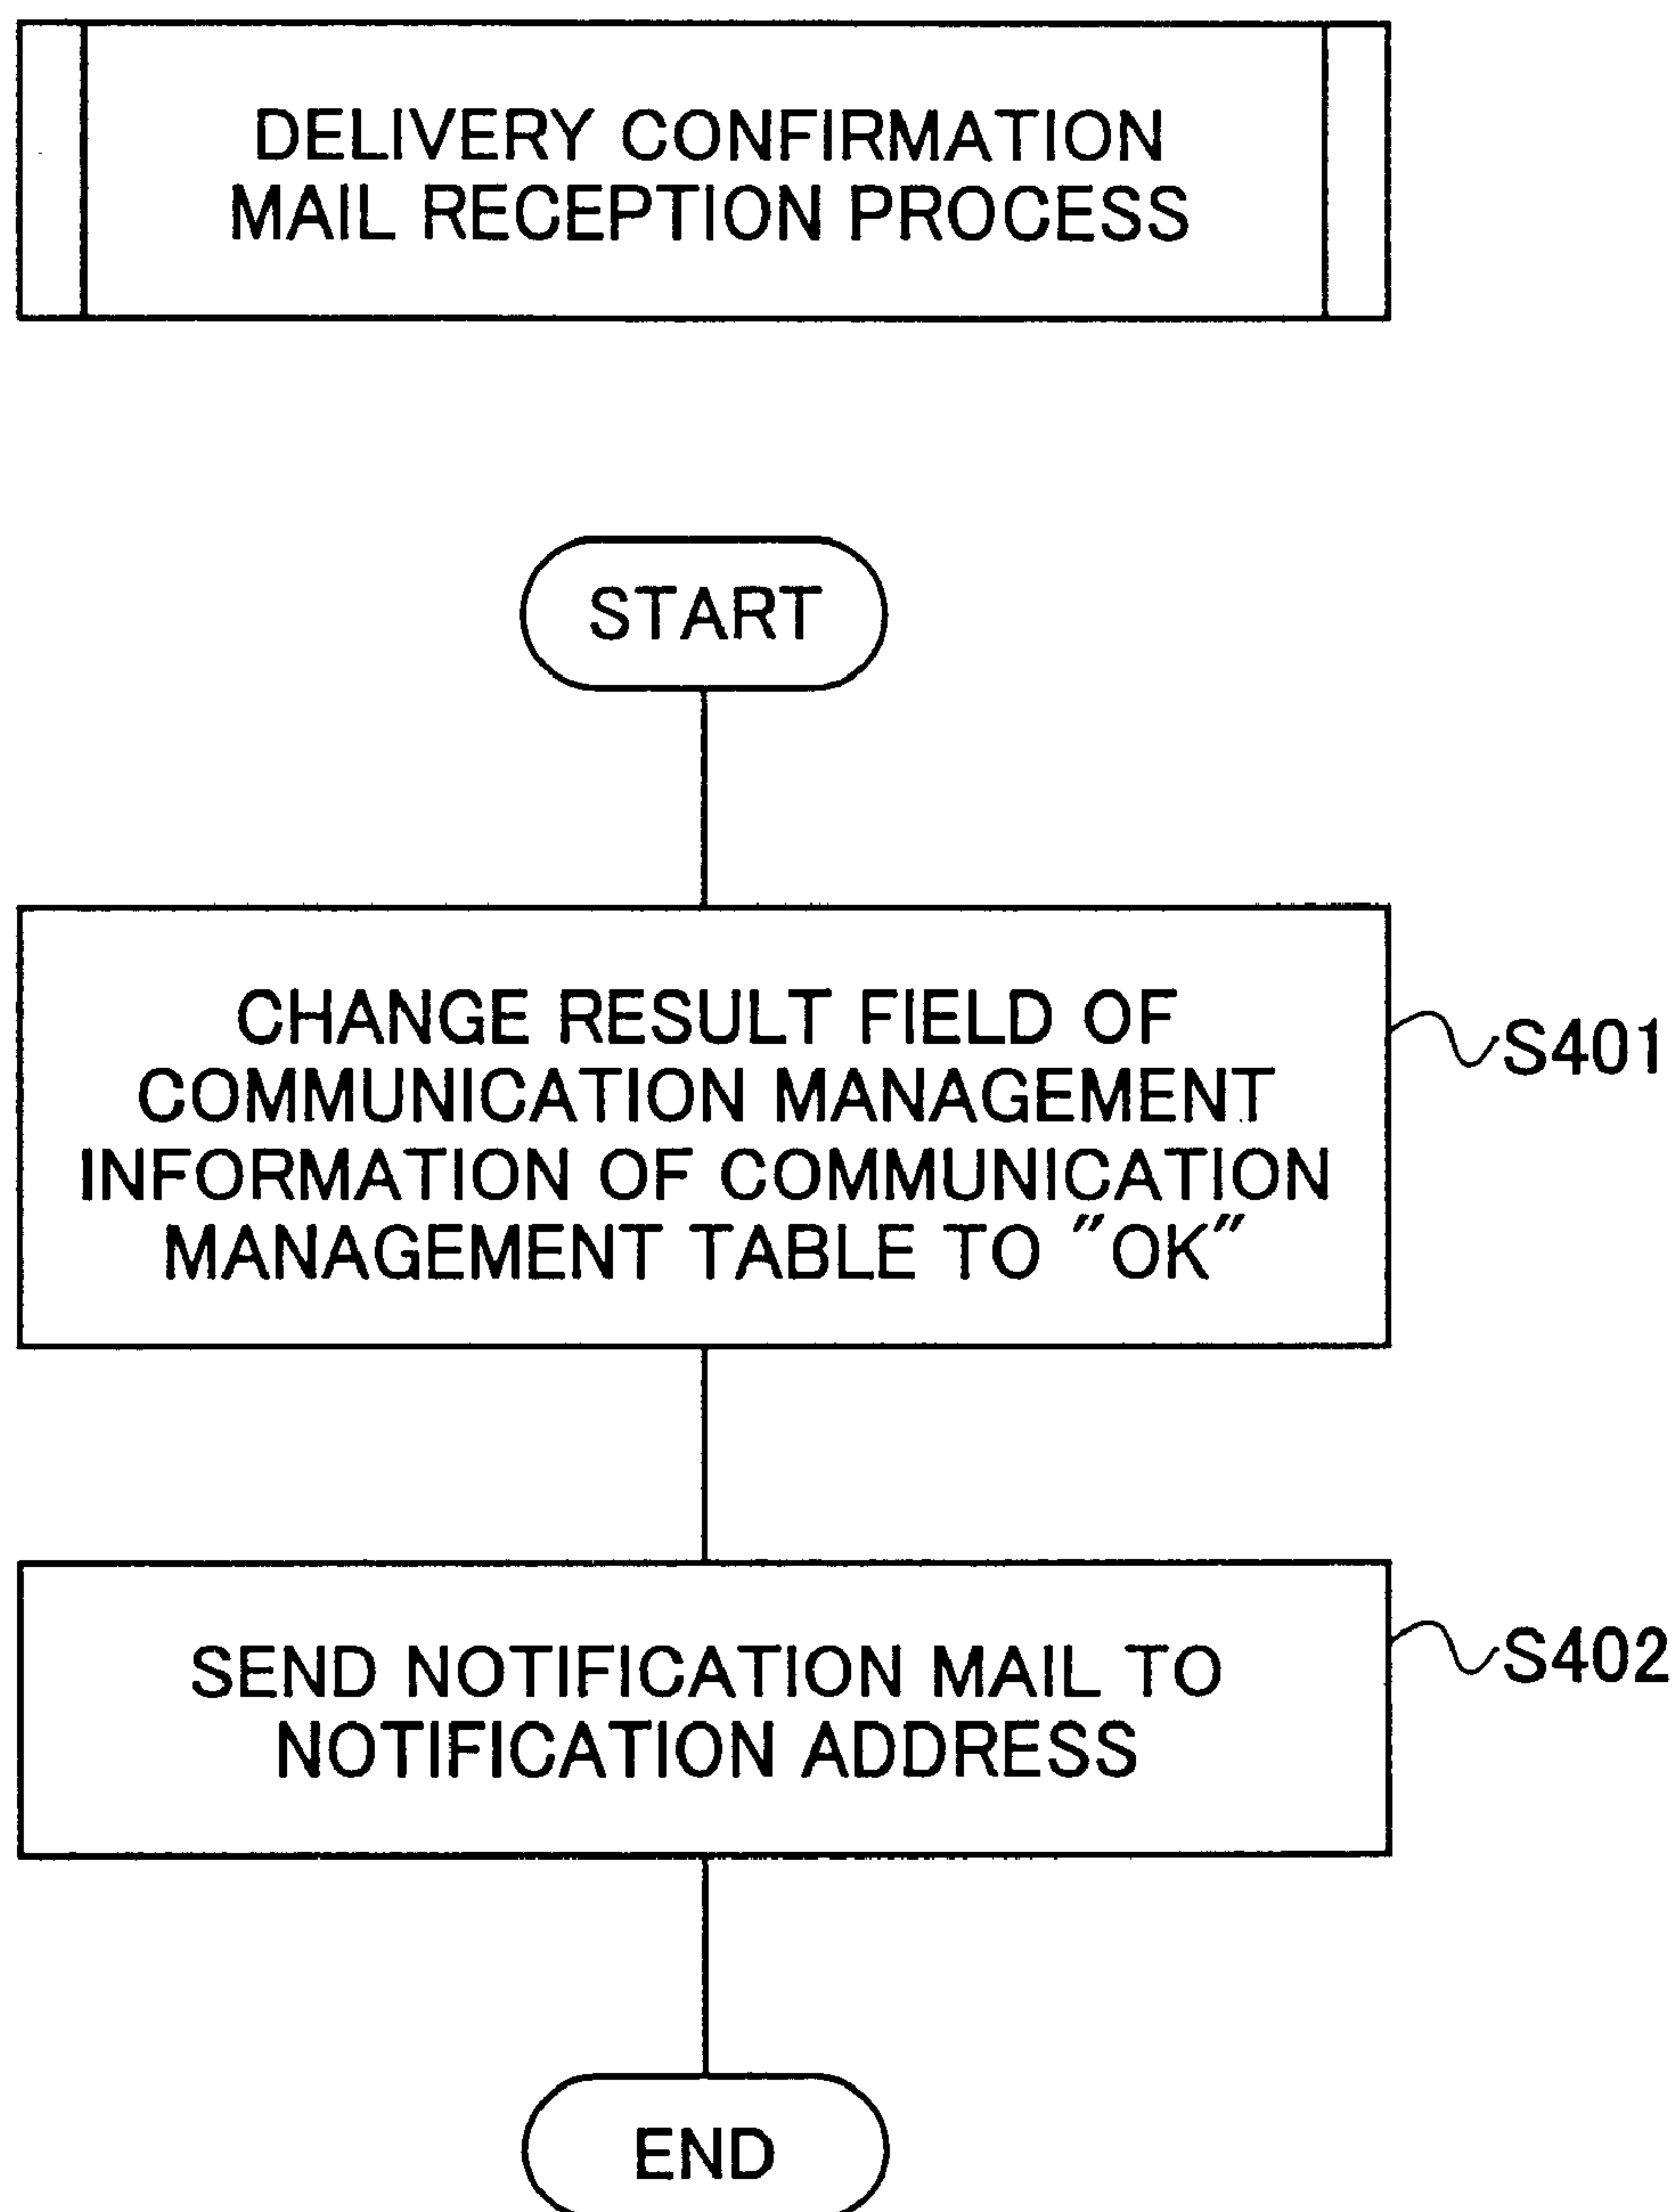 DELIVERY CONFIRMATION
MAIL RECEPTION PROCESS
START
CHANGE RESULT FIELD OF
COMMUNICATION MANAGEMENT
INFORMATION OF COMMUNICATION
MANAGEMENT TABLE TO "OK"
S401
SEND NOTIFICATION MAIL TO
NOTIFICATION ADDRESS
S402
END